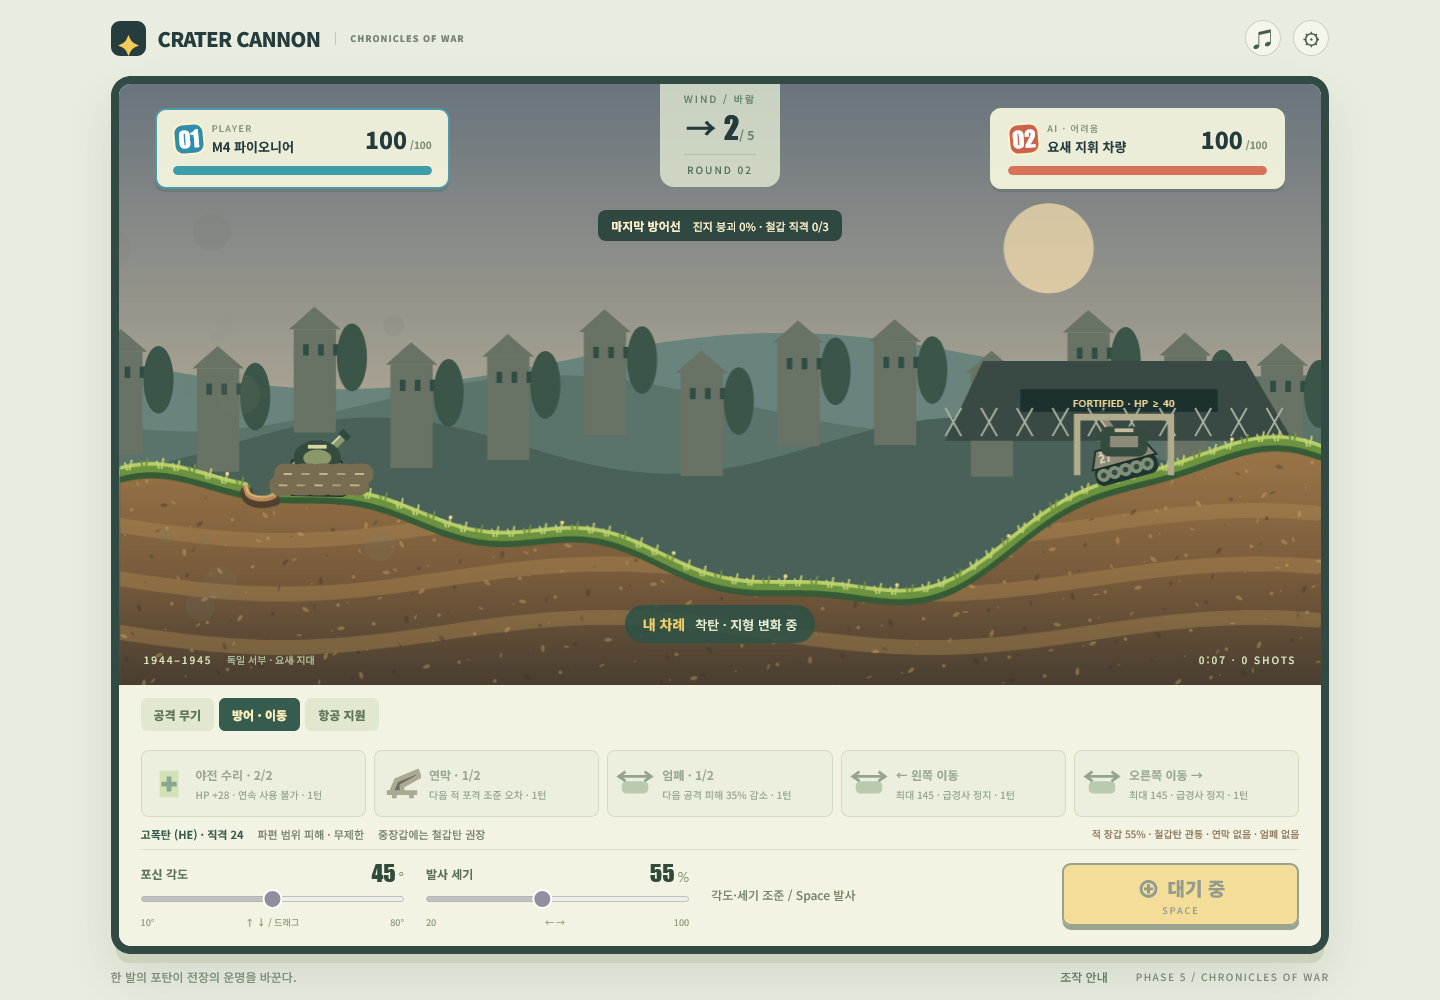 CRATER CANNON
CHRONICLES OF WAR
01
PLAYER
M4 파이오니어
100 /100
WIND / 바람
→ 2 / 5
ROUND 02
02
AI · 어려움
요새 지휘 차량
100 /100
마지막 방어선 진지 붕괴 0% · 철갑 직격 0/3
FORTIFIED · HP ≥ 40
내 차례 착탄 · 지형 변화 중
1944–1945 독일 서부 · 요새 지대
0:07 · 0 SHOTS
공격 무기
방어 · 이동
항공 지원
야전 수리 · 2/2
HP +28 · 연속 사용 불가 · 1턴
연막 · 1/2
다음 적 포격 조준 오차 · 1턴
엄폐 · 1/2
다음 공격 피해 35% 감소 · 1턴
← 왼쪽 이동
최대 145 · 급경사 정지 · 1턴
오른쪽 이동 →
최대 145 · 급경사 정지 · 1턴
고폭탄 (HE) · 직격 24 파편 범위 피해 · 무제한 중장갑에는 철갑탄 권장
적 장갑 55% · 철갑탄 관통 · 연막 없음 · 엄폐 없음
포신 각도 45 °
10° ↑ ↓ / 드래그 80°
발사 세기 55 %
20 ← → 100
각도·세기 조준 / Space 발사
대기 중
SPACE
한 발의 포탄이 전장의 운명을 바꾼다.
조작 안내
PHASE 5 / CHRONICLES OF WAR